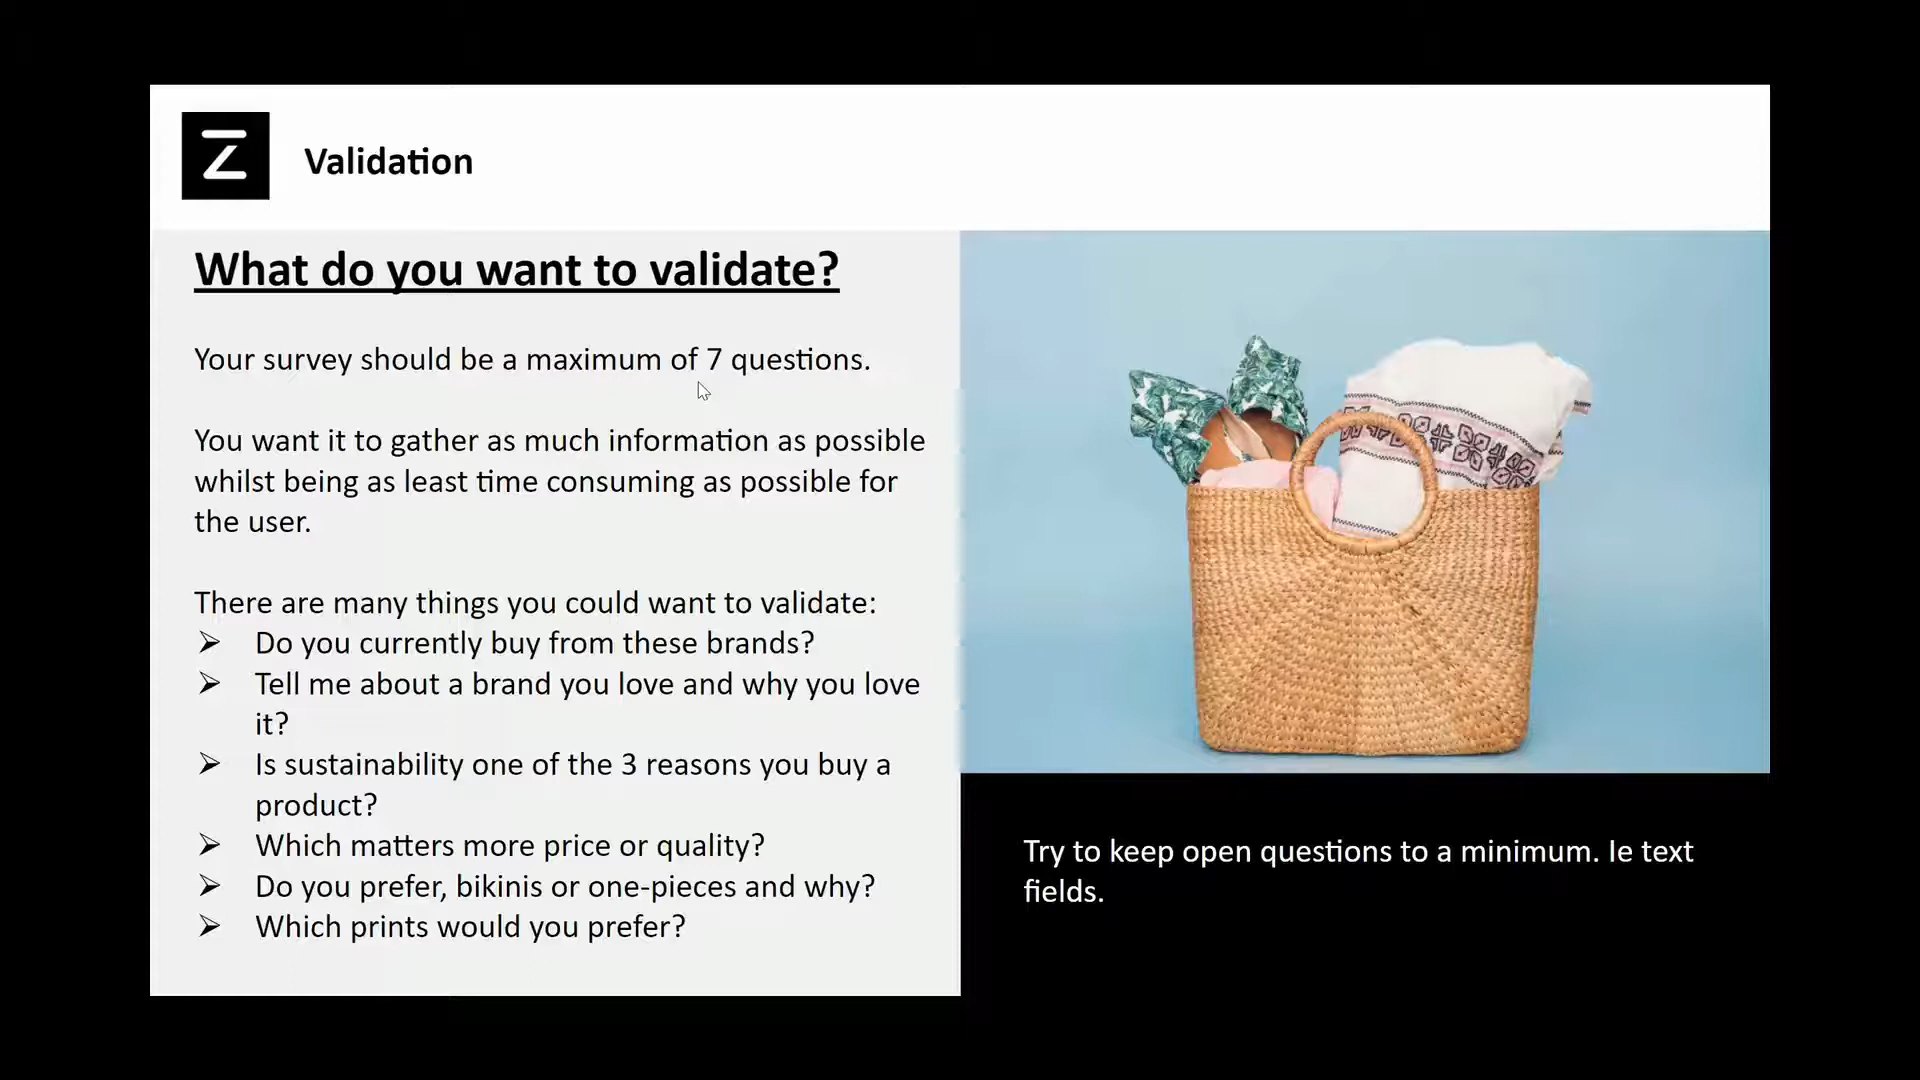 Z
Validation
What do you want to validate?
Your survey should be a maximum of 7 questions.
You want it to gather as much information as possible
whilst being as least time consuming as possible for
the user.
There are many things you could want to validate:
➢ Do you currently buy from these brands?
➢ Tell me about a brand you love and why you love
it?
➢ Is sustainability one of the 3 reasons you buy a
product?
➢ Which matters more price or quality?
➢ Do you prefer, bikinis or one-pieces and why?
➢ Which prints would you prefer?
Try to keep open questions to a minimum. Ie text
fields.